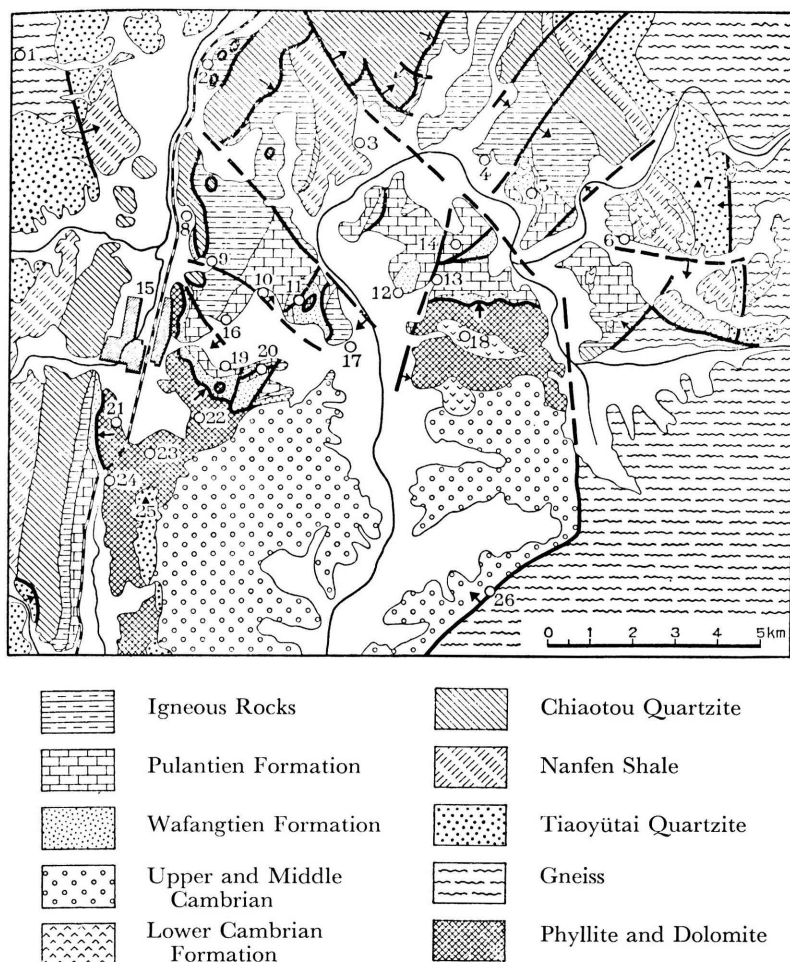 1
2
3
4
5
6
7
8
9
10
11
12
13
14
15
16
17
18
19
20
21
22
23
24
25
26
0 1 2 3 4 5km
Igneous Rocks
Pulantien Formation
Wafangtien Formation
Upper and Middle
Cambrian
Lower Cambrian
Formation
Chiaotou Quartzite
Nanfen Shale
Tiaoyütai Quartzite
Gneiss
Phyllite and Dolomite